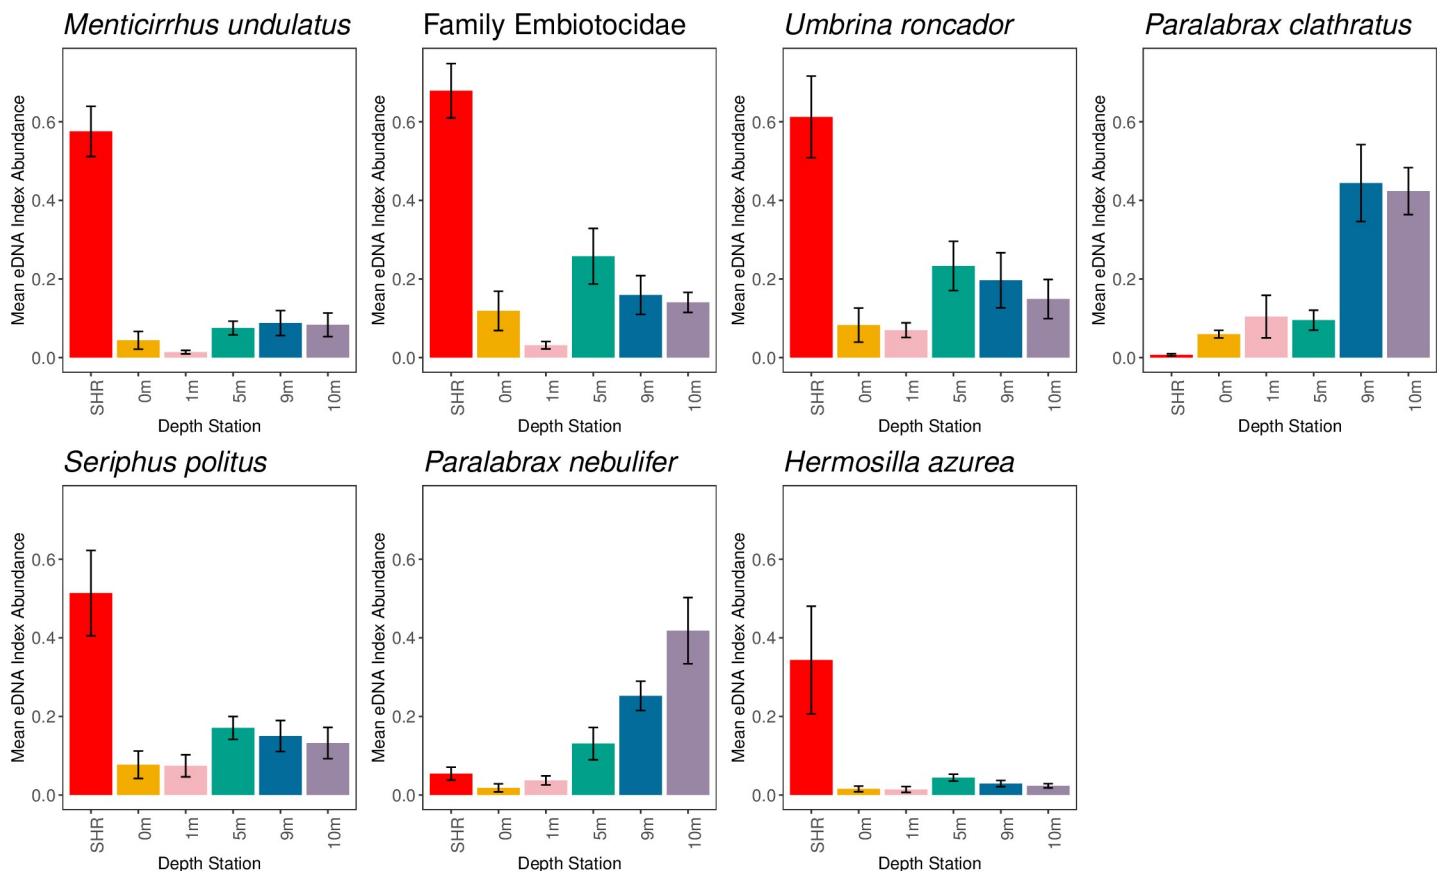 Menticirrhus undulatus
Family Embiotocidae
Umbrina roncador
Paralabrax clathratus
Mean eDNA Index Abundance
0.6
0.4
0.2
0.0
SHR
0m
1m
5m
9m
10m
Depth Station
Mean eDNA Index Abundance
0.6
0.4
0.2
0.0
SHR
0m
1m
5m
9m
10m
Depth Station
Mean eDNA Index Abundance
0.6
0.4
0.2
0.0
SHR
0m
1m
5m
9m
10m
Depth Station
Mean eDNA Index Abundance
0.6
0.4
0.2
0.0
SHR
0m
1m
5m
9m
10m
Depth Station
Seriphus politus
Paralabrax nebulifer
Hermosilla azurea
Mean eDNA Index Abundance
0.6
0.4
0.2
0.0
SHR
0m
1m
5m
9m
10m
Depth Station
Mean eDNA Index Abundance
0.6
0.4
0.2
0.0
SHR
0m
1m
5m
9m
10m
Depth Station
Mean eDNA Index Abundance
0.6
0.4
0.2
0.0
SHR
0m
1m
5m
9m
10m
Depth Station